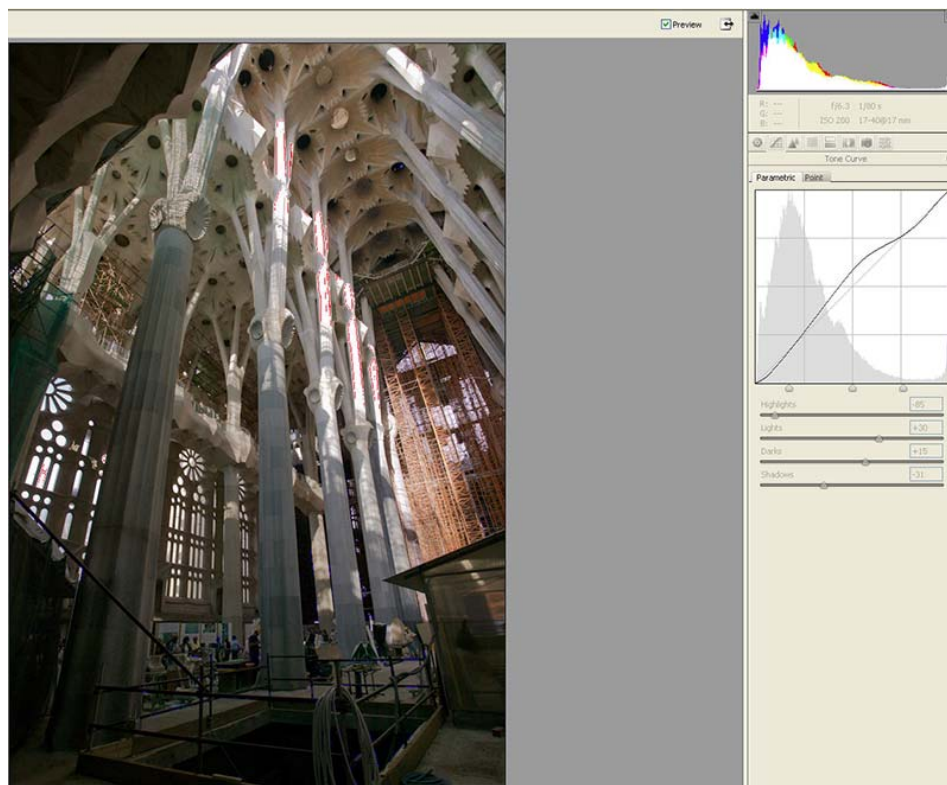 Preview
R: ---
G: ---
B: ---
f/6.3 1/80 s
ISO 200 17-40@17 mm
Tone Curve
Parametric Point
Highlights -85
Lights +30
Darks +15
Shadows -31